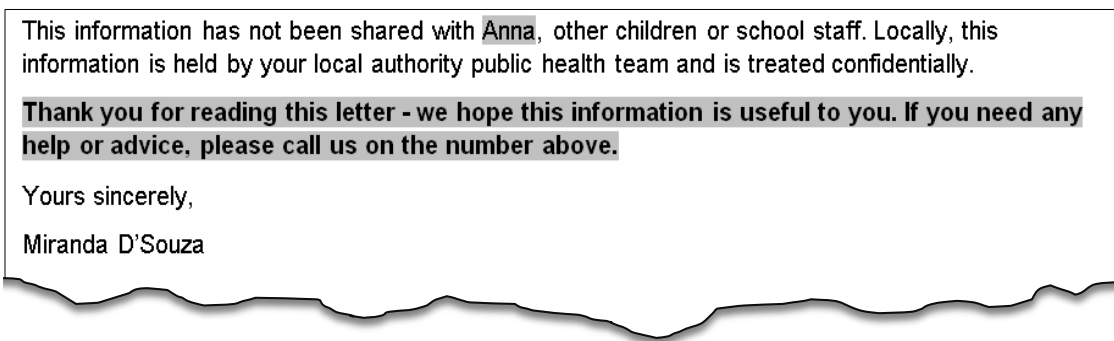 This information has not been shared with Anna, other children or school staff. Locally, this
information is held by your local authority public health team and is treated confidentially.
Thank you for reading this letter - we hope this information is useful to you. If you need any
help or advice, please call us on the number above.
Yours sincerely,
Miranda D'Souza